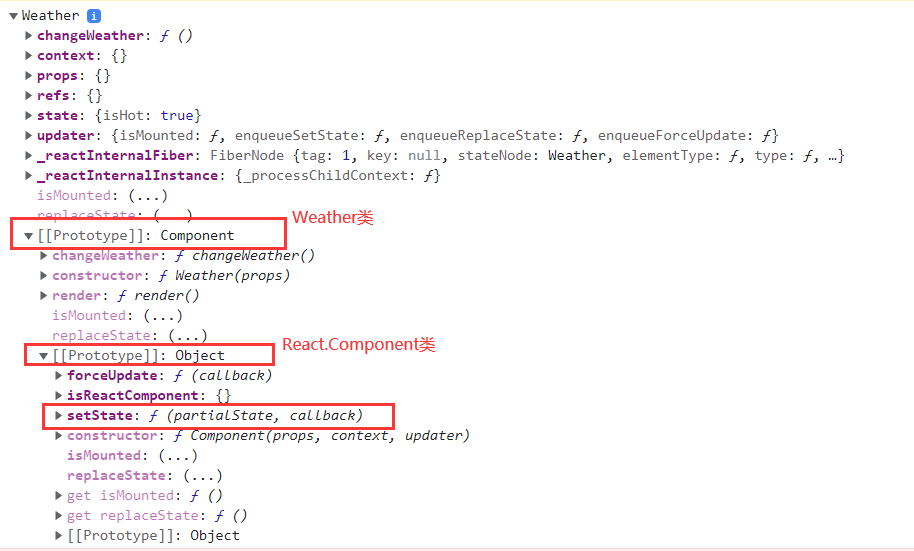 ▼Weather i
▶changeWeather: ƒ ()
▶context: {}
▶props: {}
▶refs: {}
▶state: {isHot: true}
▶updater: {isMounted: ƒ, enqueueSetState: ƒ, enqueueReplaceState: ƒ, enqueueForceUpdate: ƒ}
▶_reactInternalFiber: FiberNode {tag: 1, key: null, stateNode: Weather, elementType: ƒ, type: ƒ, …}
▶_reactInternalInstance: {_processChildContext: ƒ}
isMounted: (...)
replaceState: (...)
▼[[Prototype]]: Component Weather类
▶changeWeather: ƒ changeWeather()
▶constructor: ƒ Weather(props)
▶render: ƒ render()
isMounted: (...)
replaceState: (...)
▼[[Prototype]]: Object React.Component类
▶forceUpdate: ƒ (callback)
▶isReactComponent: {}
▶setState: ƒ (partialState, callback)
▶constructor: ƒ Component(props, context, updater)
isMounted: (...)
replaceState: (...)
▶get isMounted: ƒ ()
▶get replaceState: ƒ ()
▶[[Prototype]]: Object